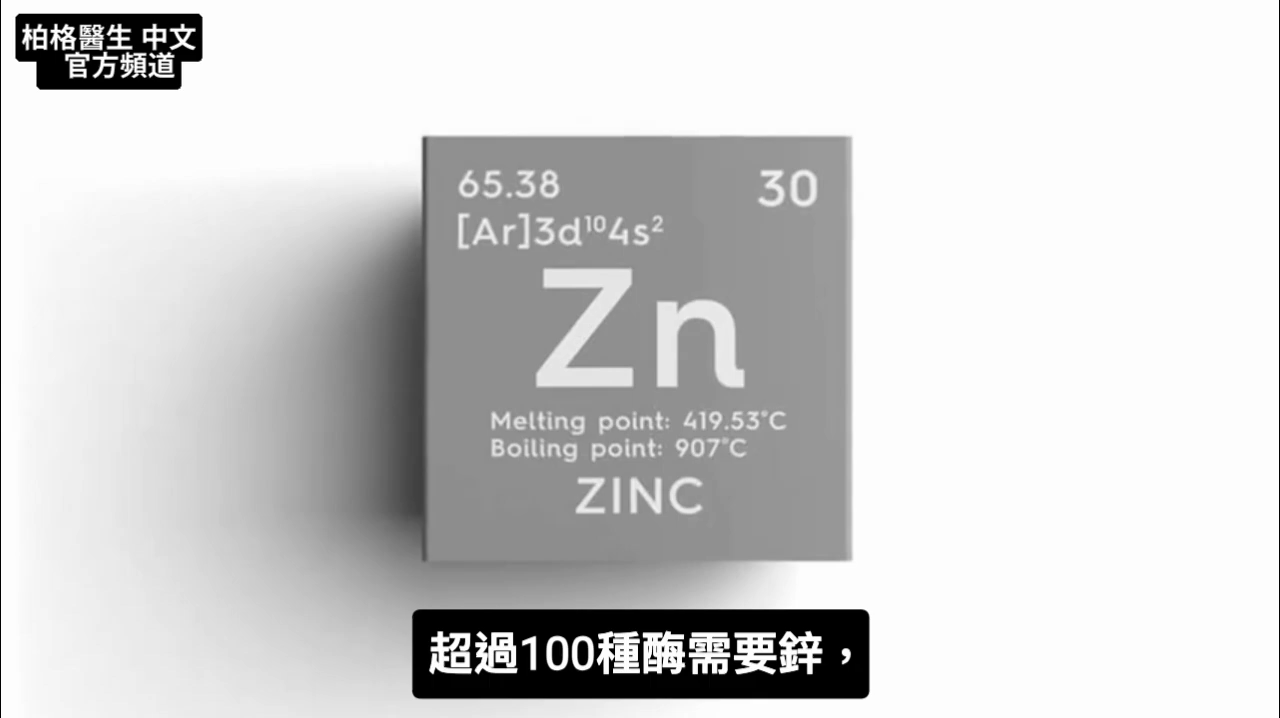 柏格醫生 中文
官方頻道
65.38
30
[Ar]3d¹⁰4s²
Zn
Melting point: 419.53°C
Boiling point: 907°C
ZINC
超過100種酶需要鋅，